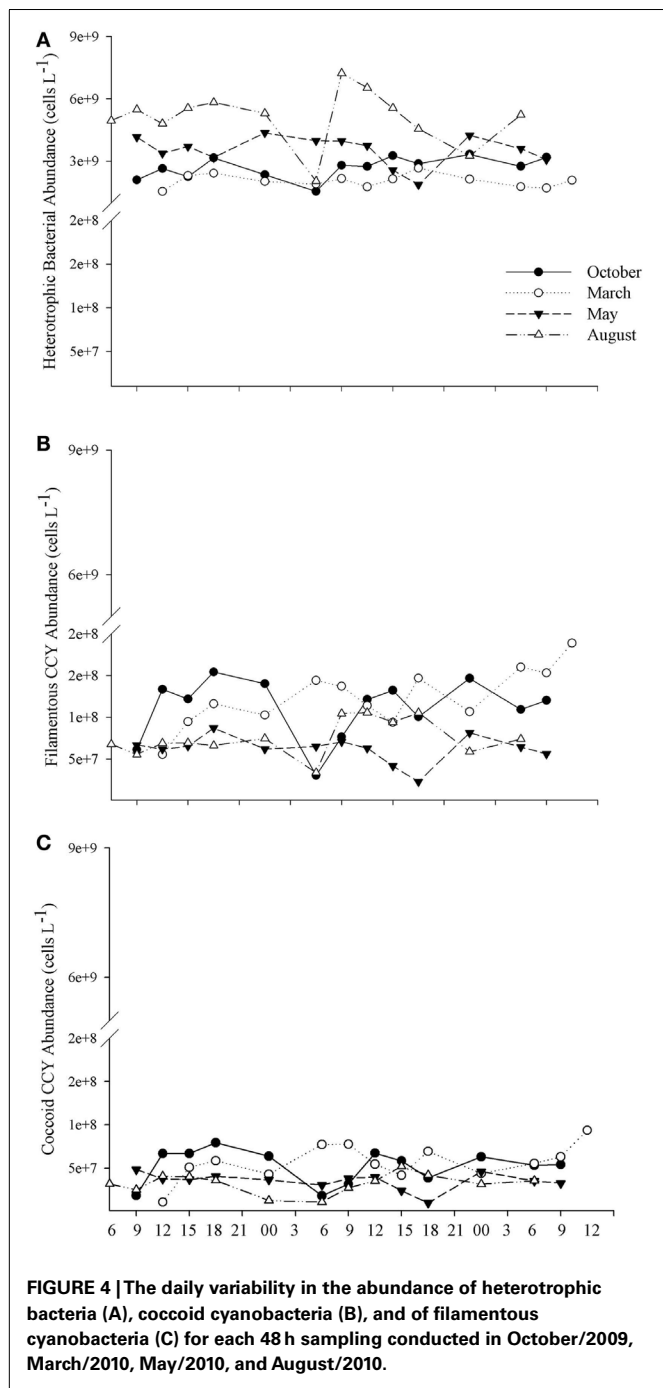 A
Heterotrophic Bacterial Abundance (cells L-1)
9e+9
6e+9
3e+9
2e+8
2e+8
1e+8
5e+7
October
March
May
August
B
Filamentous CCY Abundance (cells L-1)
9e+9
6e+9
2e+8
2e+8
1e+8
5e+7
C
Coccoid CCY Abundance (cells L-1)
9e+9
6e+9
2e+8
2e+8
1e+8
5e+7
6 9 12 15 18 21 00 3 6 9 12 15 18 21 00 3 6 9 12
FIGURE 4 | The daily variability in the abundance of heterotrophic
bacteria (A), coccoid cyanobacteria (B), and of filamentous
cyanobacteria (C) for each 48 h sampling conducted in October/2009,
March/2010, May/2010, and August/2010.